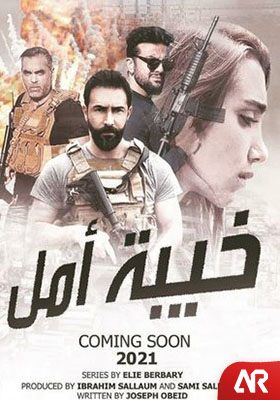 خيبة أمل
COMING SOON
2021
SERIES BY ELIE BERBARY
PRODUCED BY IBRAHIM SALLAUM AND SAMI SAL
WRITTEN BY JOSEPH OBEID
AR